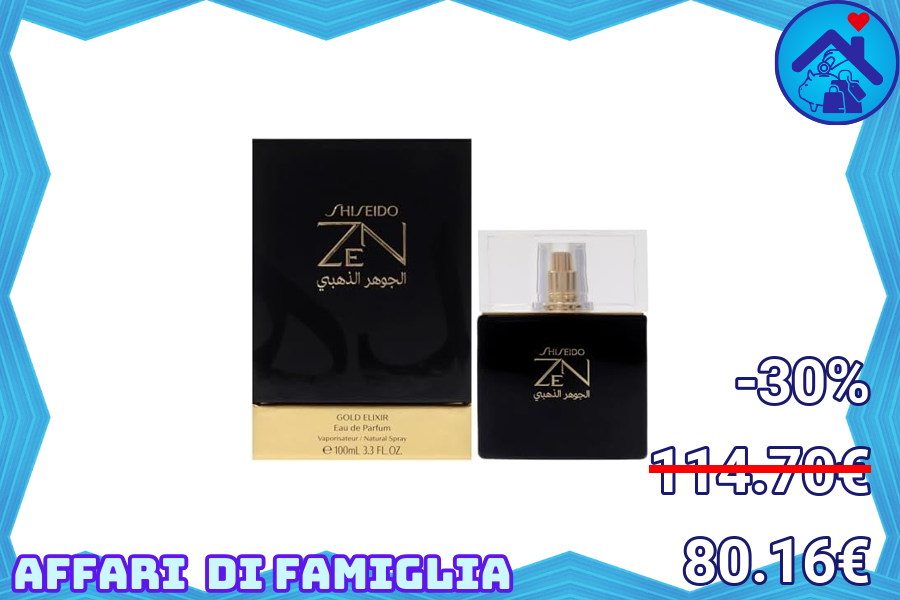 SHISEIDO
ZEN
الجوهر الذهبي
GOLD ELIXIR
Eau de Parfum
Vaporisateur / Natural Spray
℮ 100mL 3.3 FL.OZ.
SHISEIDO
ZEN
الجوهر الذهبي
-30%
114.70€
80.16€
AFFARI DI FAMIGLIA